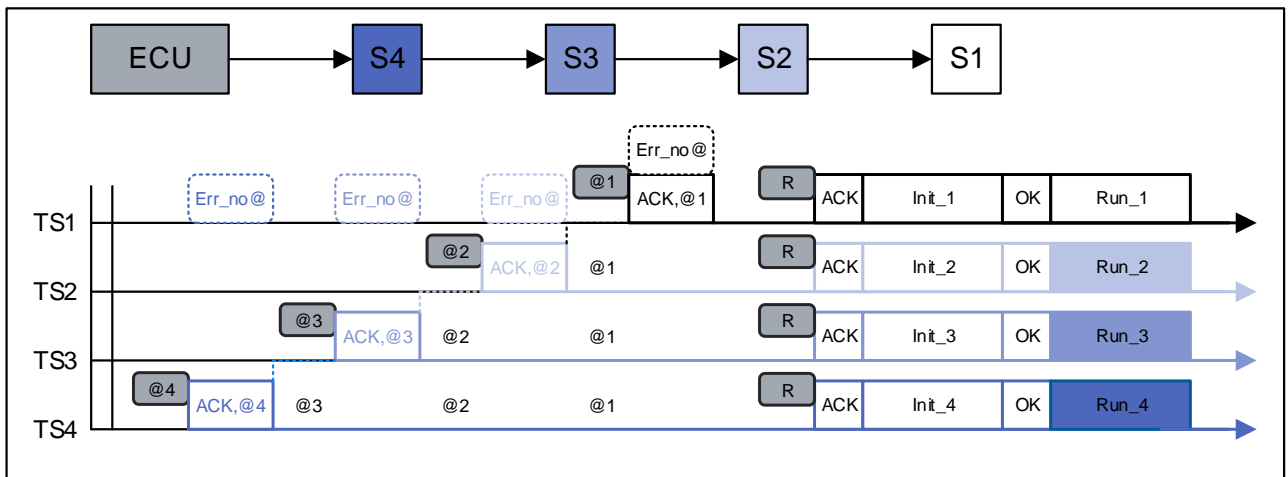 ECU S4 S3 S2 S1
Err_no@
Err_no@ Err_no@ Err_no@ @1 ACK,@1 R ACK Init_1 OK Run_1
TS1
@2 ACK,@2 @1 R ACK Init_2 OK Run_2
TS2
@3 ACK,@3 @2 @1 R ACK Init_3 OK Run_3
TS3
@4 ACK,@4 @3 @2 @1 R ACK Init_4 OK Run_4
TS4